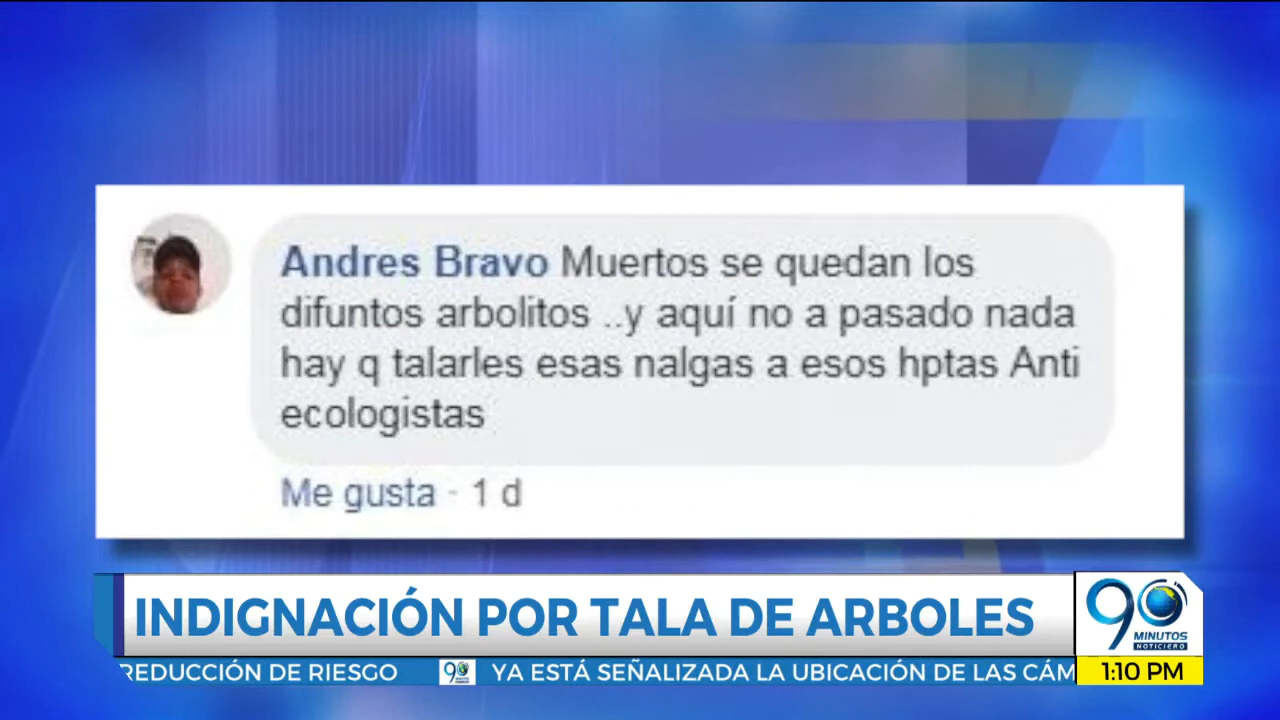 Andres Bravo Muertos se quedan los
difuntos arbolitos ..y aquí no a pasado nada
hay q talarles esas nalgas a esos hptas Anti
ecologistas
Me gusta · 1 d
INDIGNACIÓN POR TALA DE ARBOLES
90
MINUTOS
NOTICIERO
REDUCCIÓN DE RIESGO 90 YA ESTÁ SEÑALIZADA LA UBICACIÓN DE LAS CÁM
1:10 PM